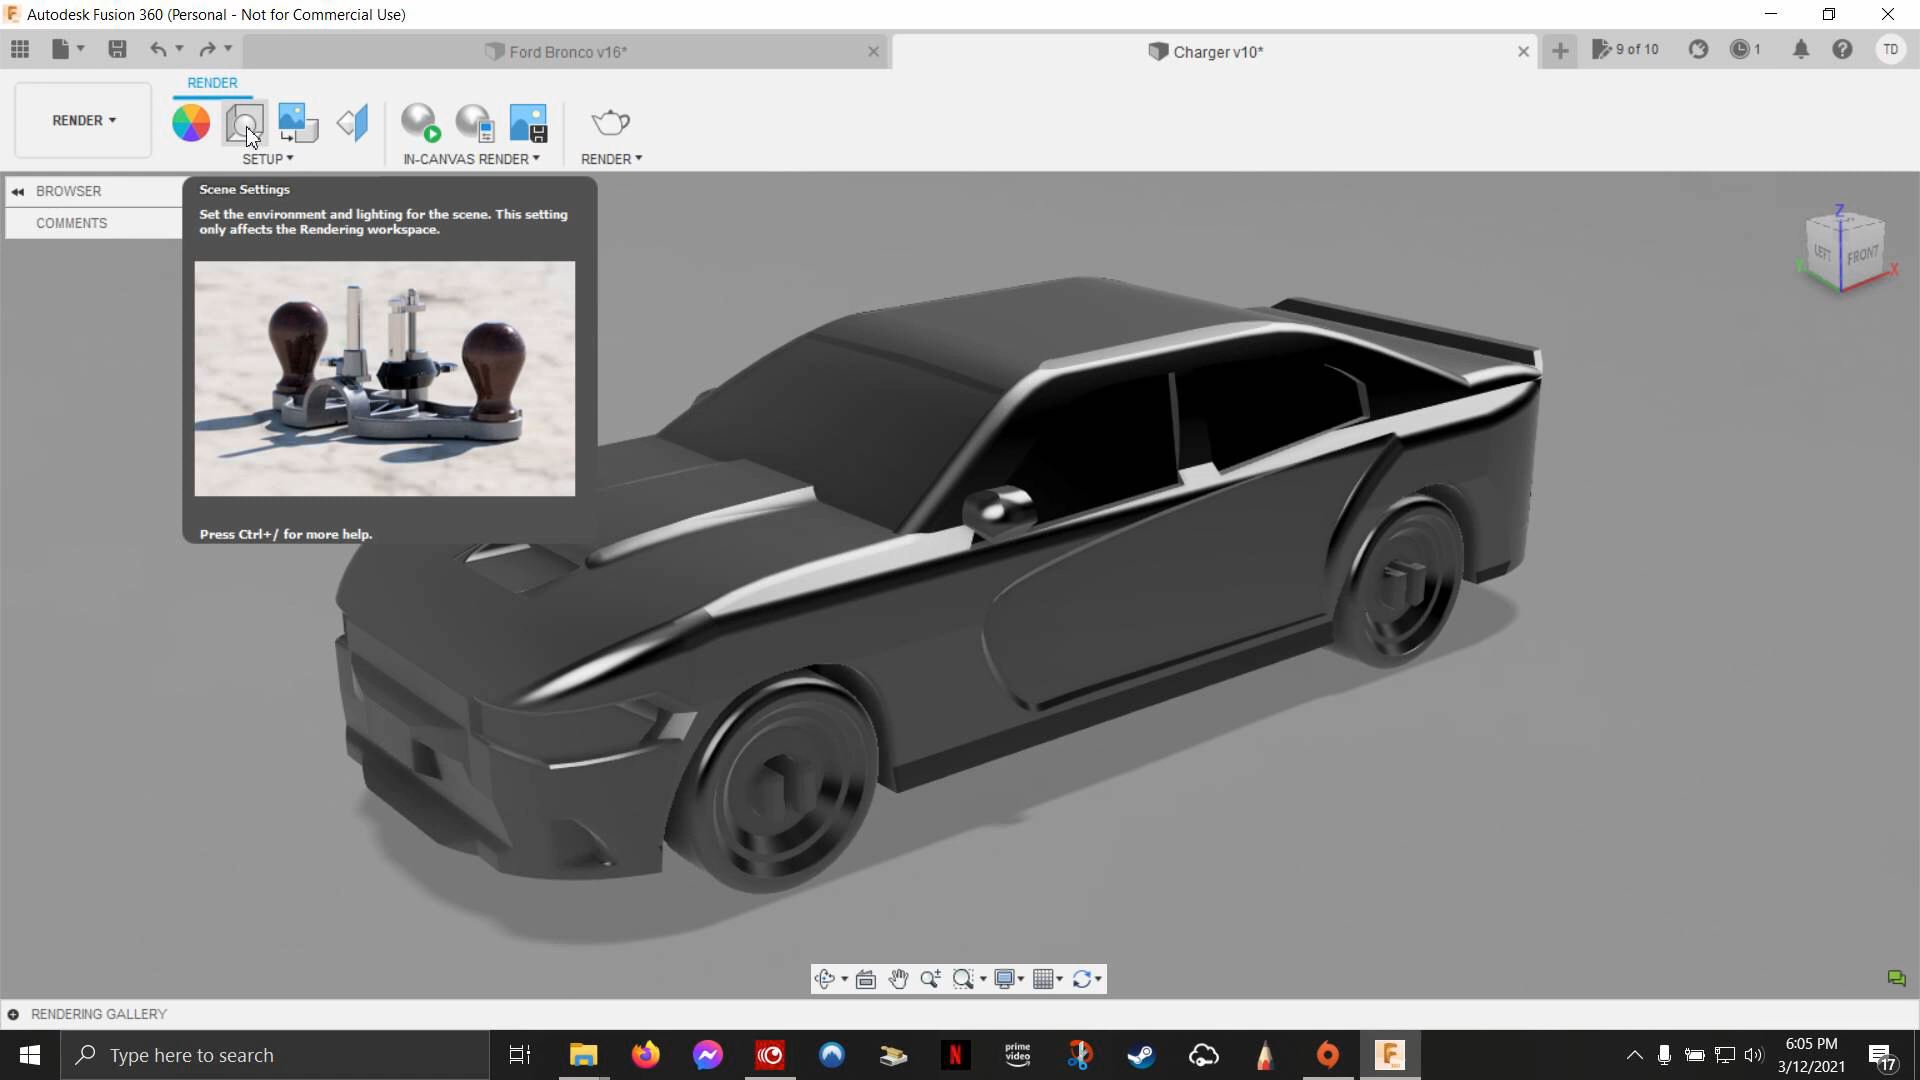 Autodesk Fusion 360 (Personal - Not for Commercial Use)
Ford Bronco v16*
Charger v10*
9 of 10
1
TD
RENDER
RENDER
SETUP
IN-CANVAS RENDER
RENDER
BROWSER
COMMENTS
Scene Settings
Set the environment and lighting for the scene. This setting
only affects the Rendering workspace.
Press Ctrl+/ for more help.
Z
LEFT
FRONT
Y
X
RENDERING GALLERY
Type here to search
N
prime
video
F
6:05 PM
3/12/2021
17